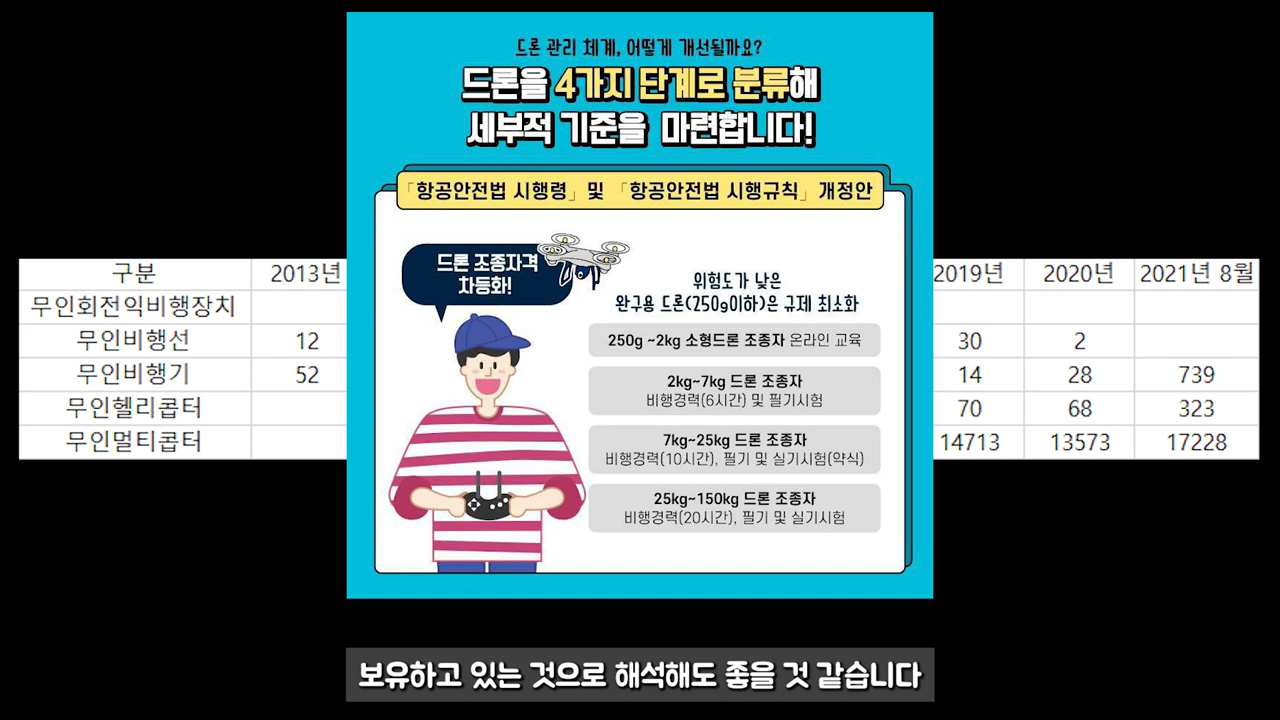 드론 관리 체계, 어떻게 개선될까요?
드론을 4가지 단계로 분류해
세부적 기준을 마련합니다!
「항공안전법 시행령」 및 「항공안전법 시행규칙」 개정안
드론 조종자격
차등화!
위험도가 낮은
완구용 드론(250g이하)은 규제 최소화
250g ~2kg 소형드론 조종자 온라인 교육
2kg~7kg 드론 조종자
비행경력(6시간) 및 필기시험
7kg~25kg 드론 조종자
비행경력(10시간), 필기 및 실기시험(약식)
25kg~150kg 드론 조종자
비행경력(20시간), 필기 및 실기시험
구분 2013년 2019년 2020년 2021년 8월
무인회전익비행장치
무인비행선 12 30 2
무인비행기 52 14 28 739
무인헬리콥터 70 68 323
무인멀티콥터 14713 13573 17228
보유하고 있는 것으로 해석해도 좋을 것 같습니다